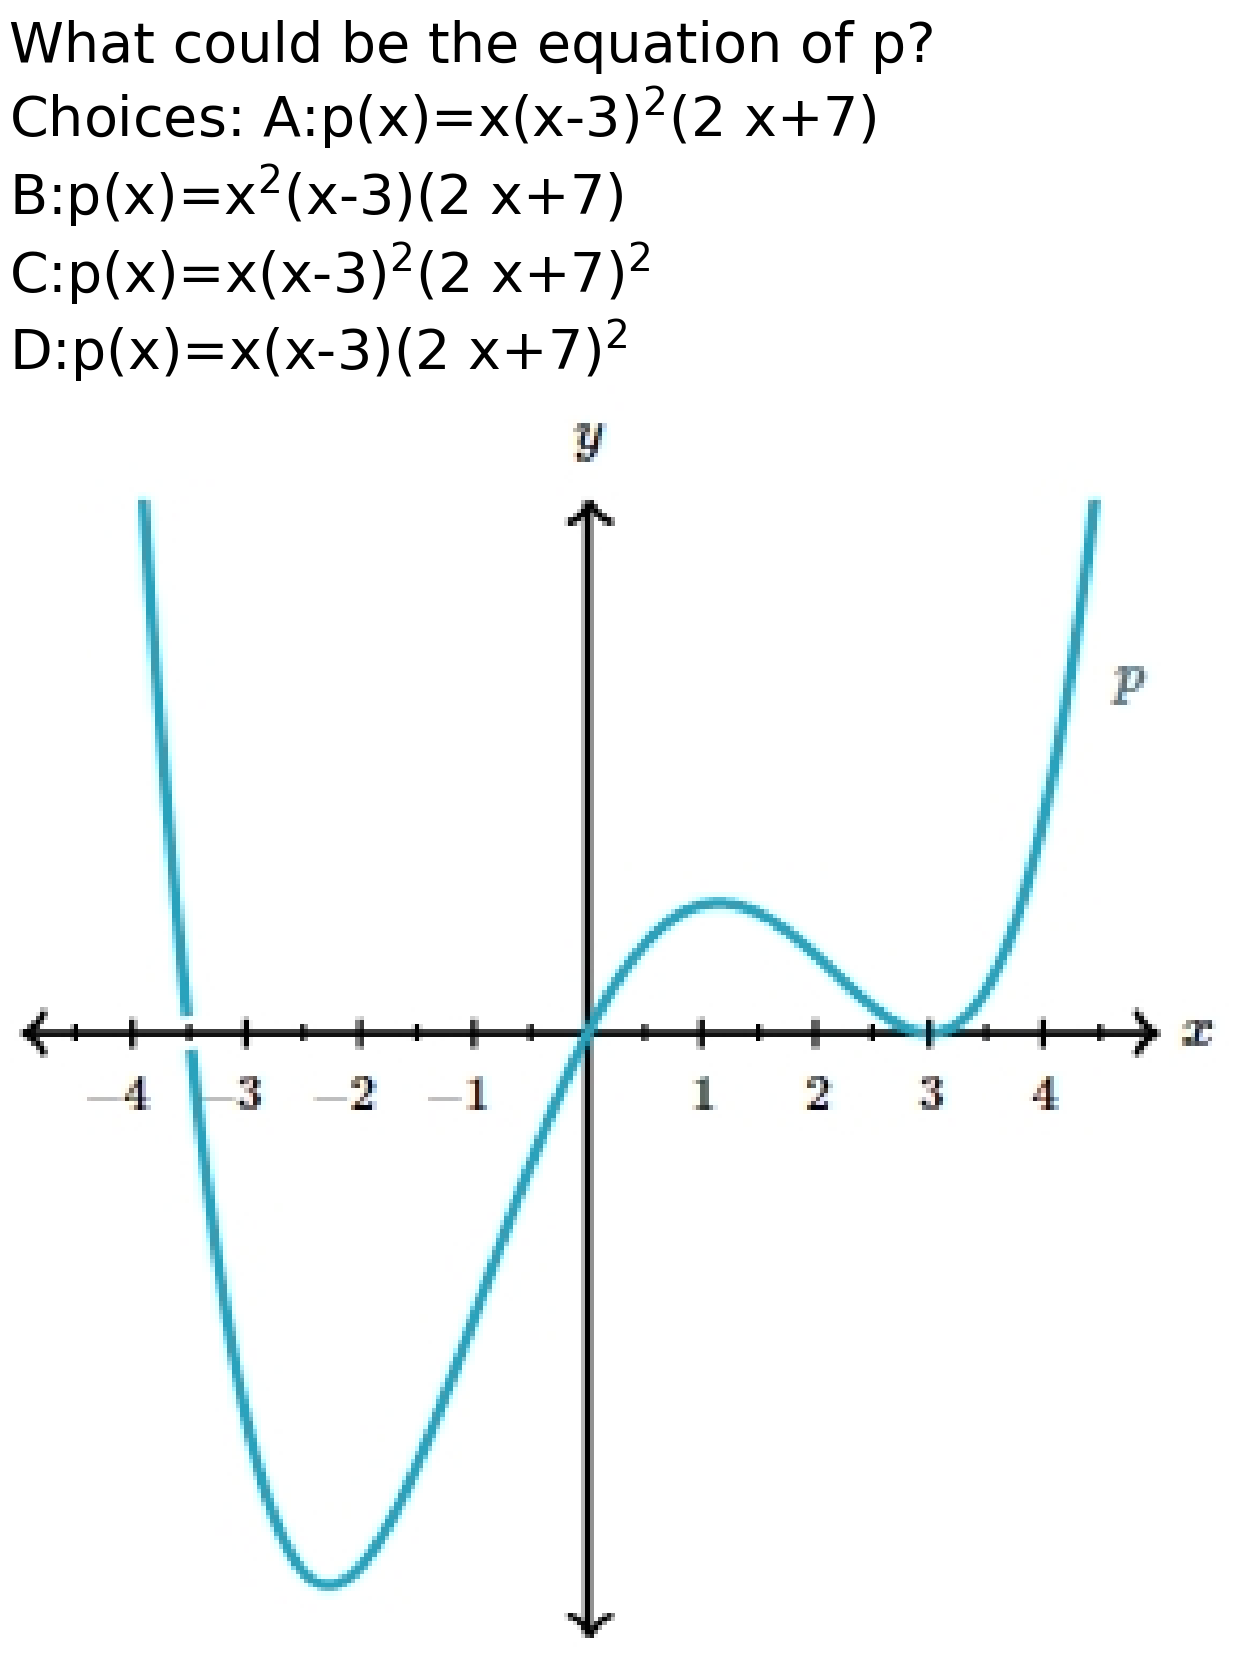 What could be the equation of p?
Choices: A:p(x)=x(x-3)²(2 x+7)
B:p(x)=x²(x-3)(2 x+7)
C:p(x)=x(x-3)²(2 x+7)²
D:p(x)=x(x-3)(2 x+7)²
y
p
x
−4 −3 −2 −1 1 2 3 4